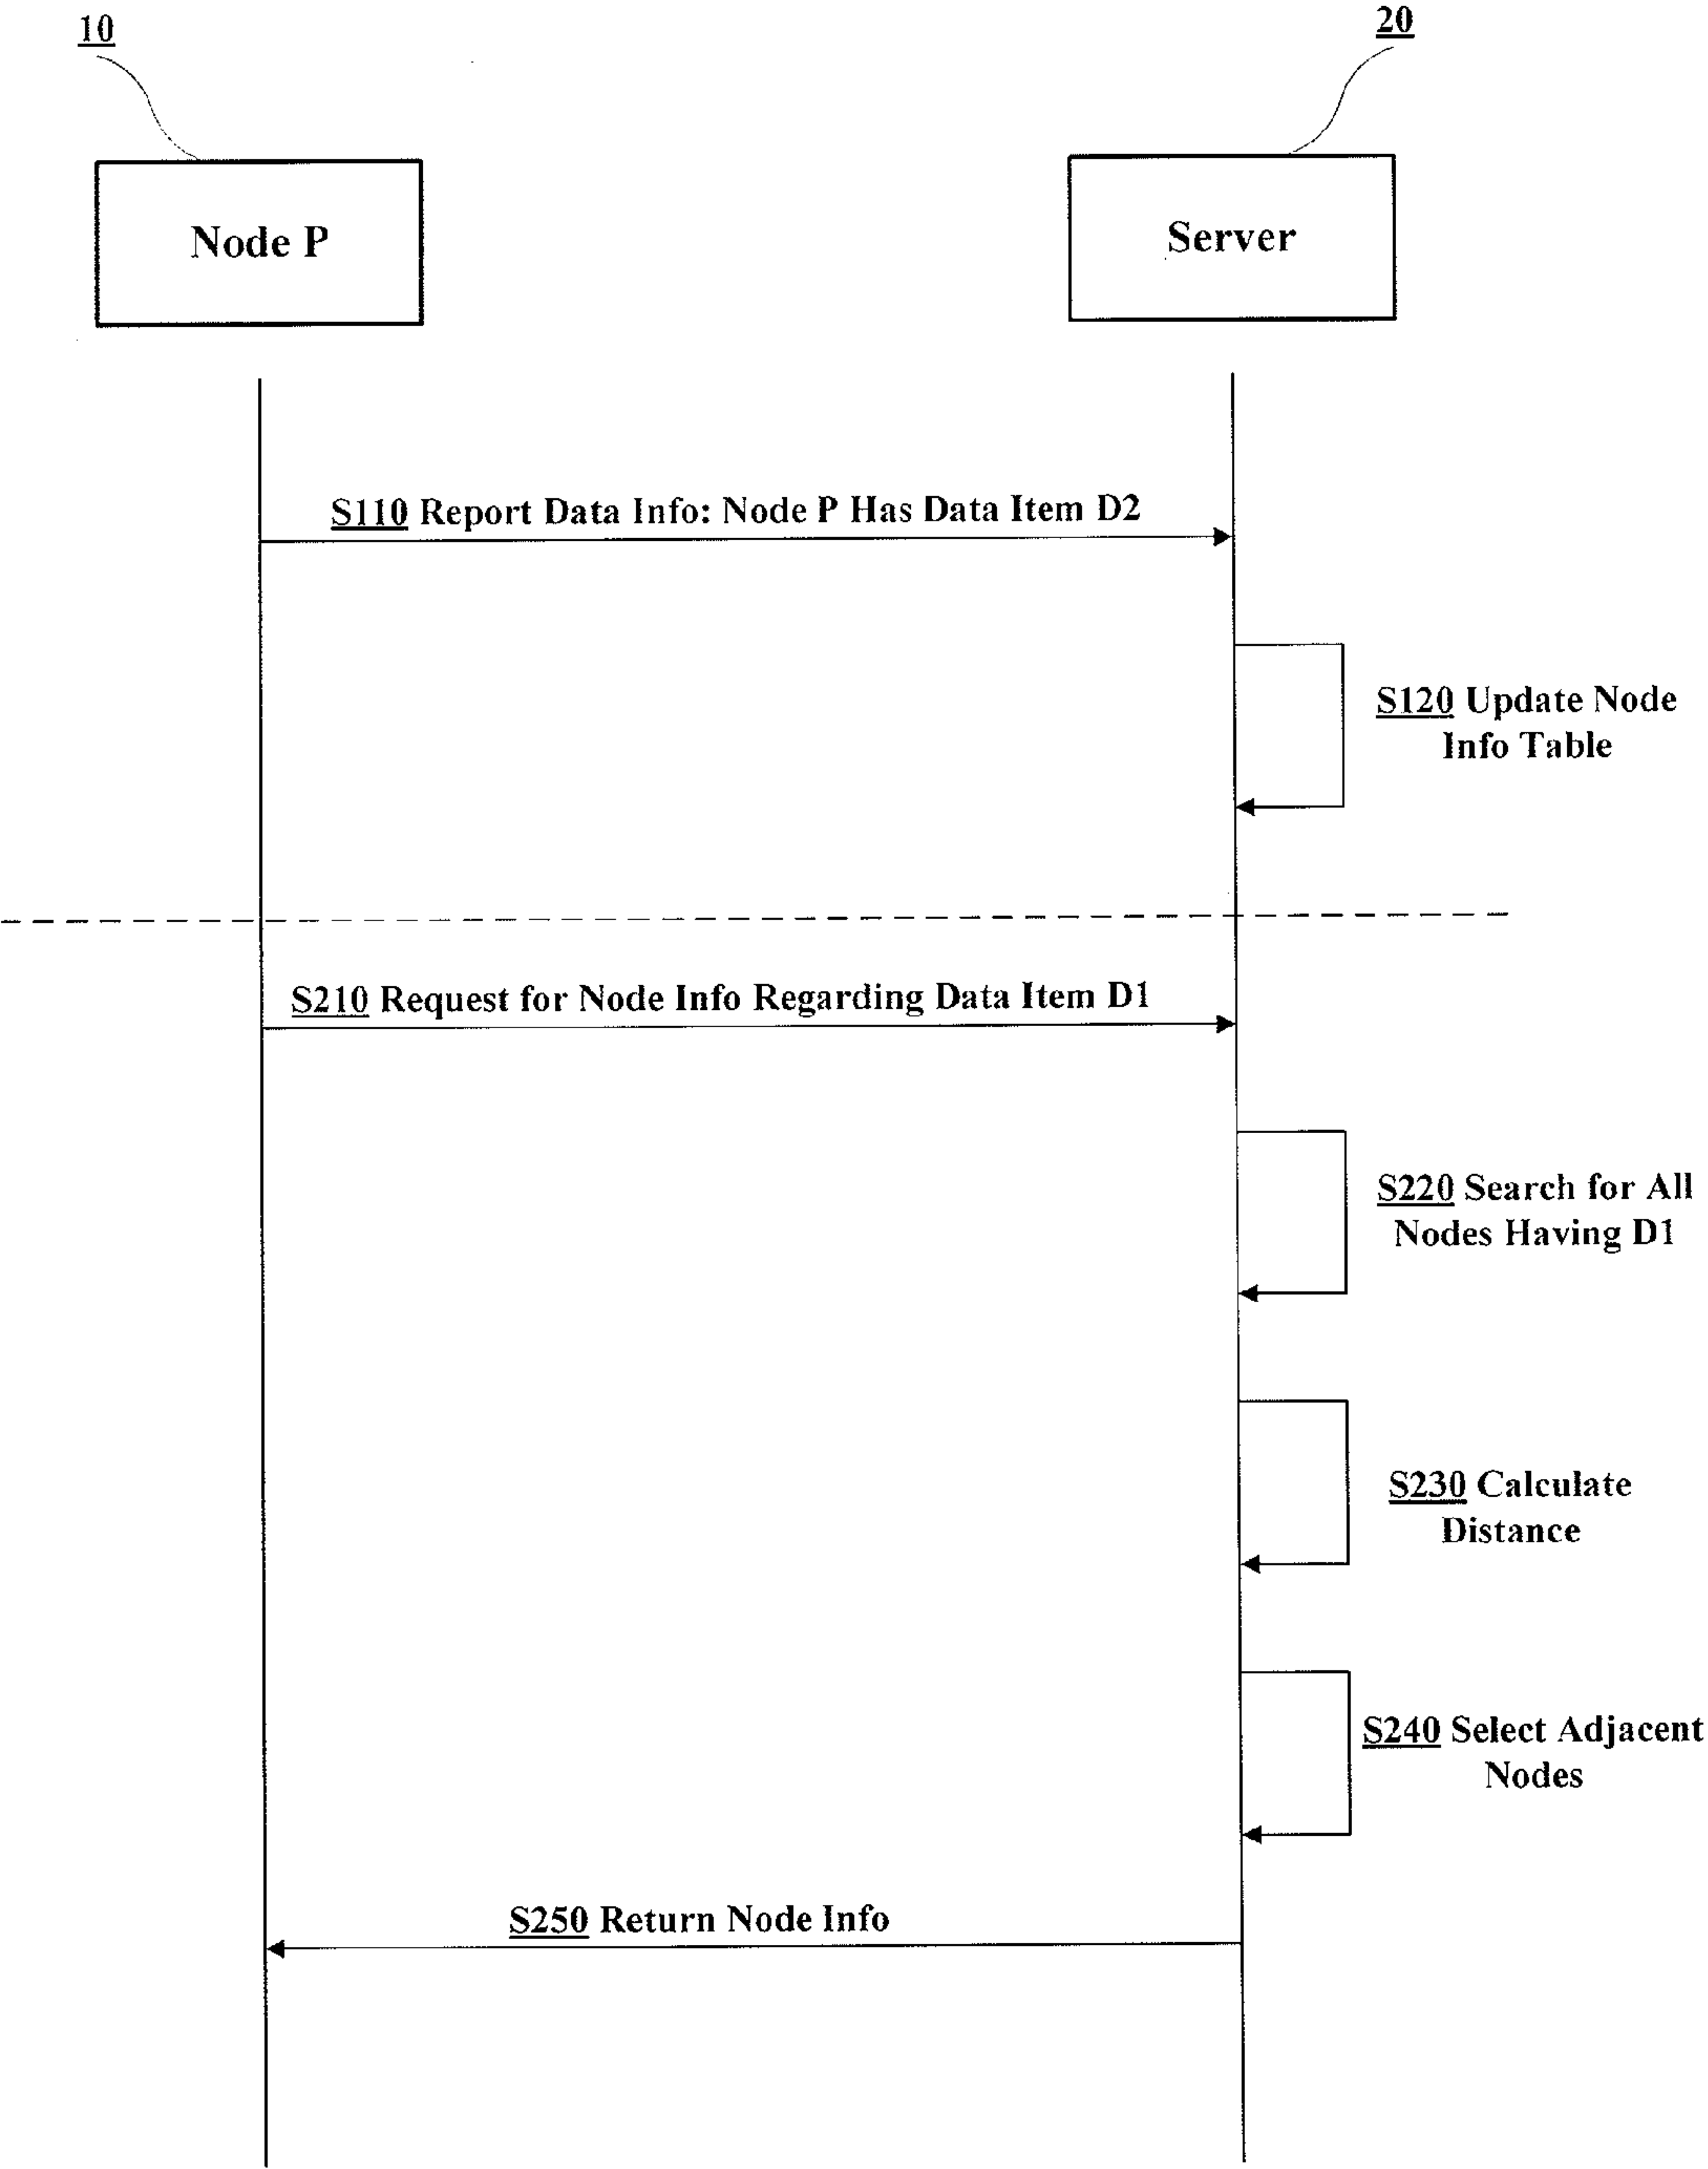 10
20
Node P
Server
S110 Report Data Info: Node P Has Data Item D2
S120 Update Node
Info Table
S210 Request for Node Info Regarding Data Item D1
S220 Search for All
Nodes Having D1
S230 Calculate
Distance
S240 Select Adjacent
Nodes
S250 Return Node Info